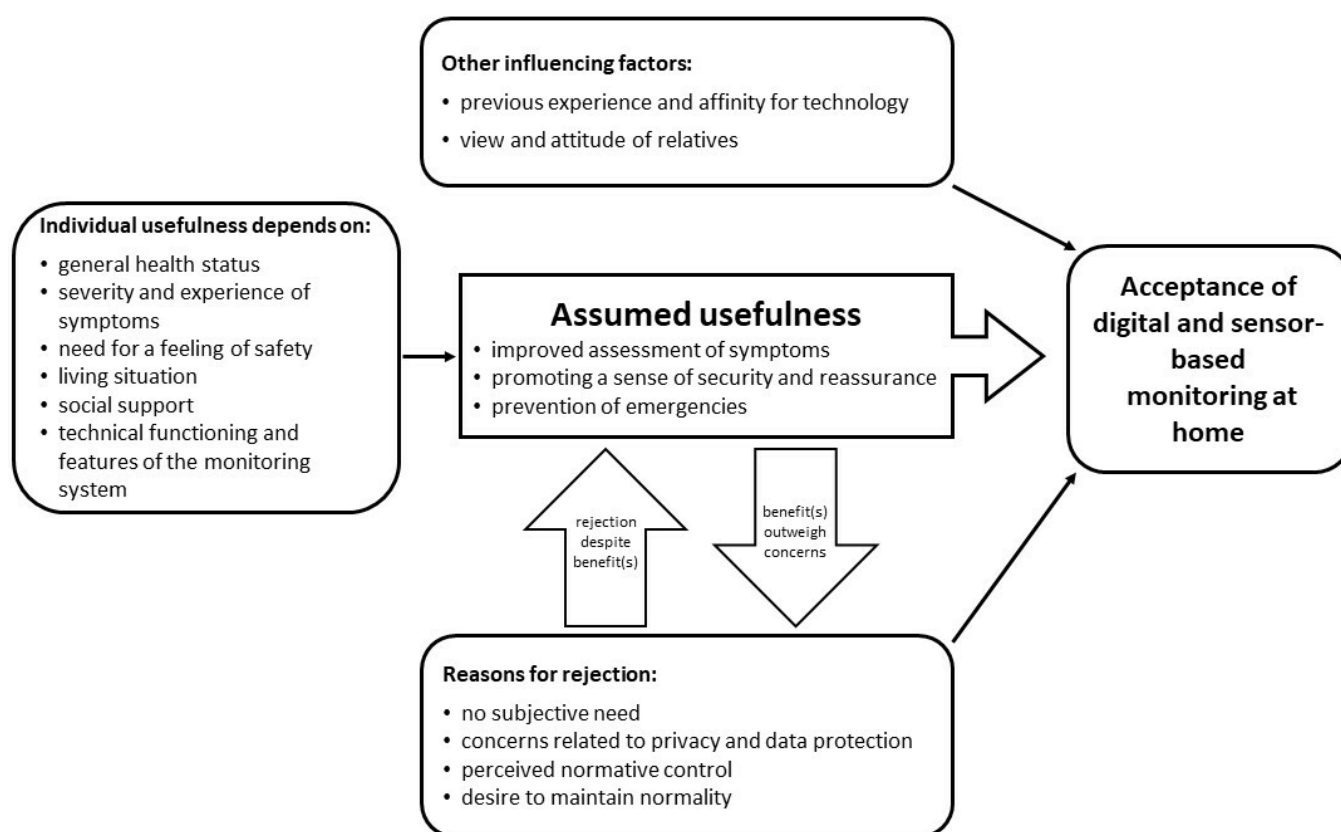 Other influencing factors:
• previous experience and affinity for technology
• view and attitude of relatives
Individual usefulness depends on:
• general health status
• severity and experience of
symptoms
• need for a feeling of safety
• living situation
• social support
• technical functioning and
features of the monitoring
system
Assumed usefulness
• improved assessment of symptoms
• promoting a sense of security and reassurance
• prevention of emergencies
Acceptance of
digital and sensor-
based
monitoring at
home
rejection
despite
benefit(s)
benefit(s)
outweigh
concerns
Reasons for rejection:
• no subjective need
• concerns related to privacy and data protection
• perceived normative control
• desire to maintain normality